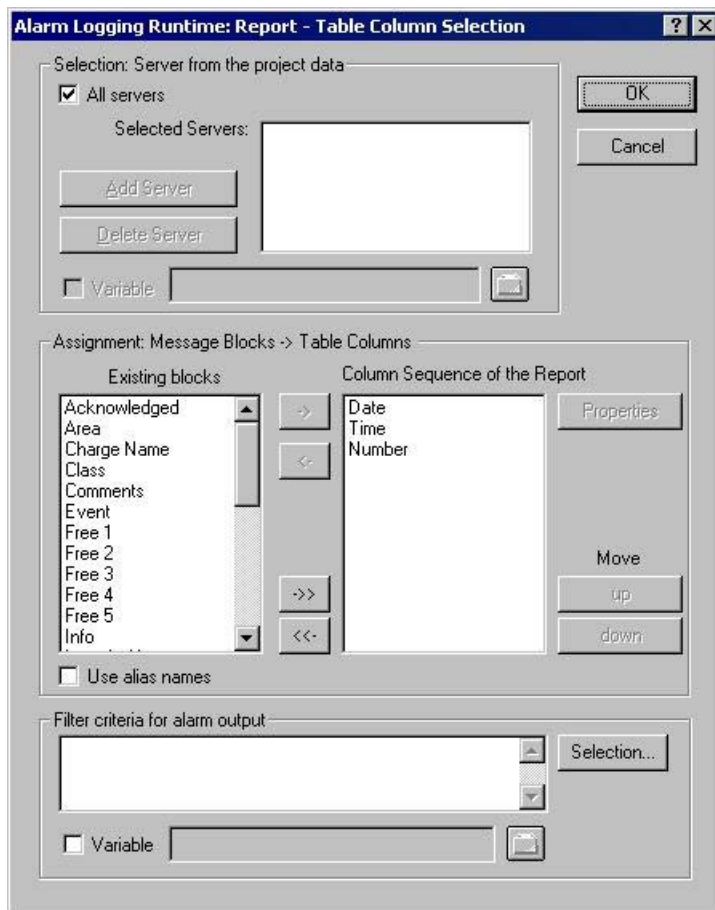 Alarm Logging Runtime: Report - Table Column Selection
Selection: Server from the project data
All servers
OK
Selected Servers:
Cancel
Add Server
Delete Server
Variable
Assignment: Message Blocks -> Table Columns
Existing blocks
Column Sequence of the Report
Acknowledged
Area
Charge Name
Class
Comments
Event
Free 1
Free 2
Free 3
Free 4
Free 5
Info
->
<-
->>
<<-
Date
Time
Number
Properties
Move
up
down
Use alias names
Filter criteria for alarm output
Selection...
Variable